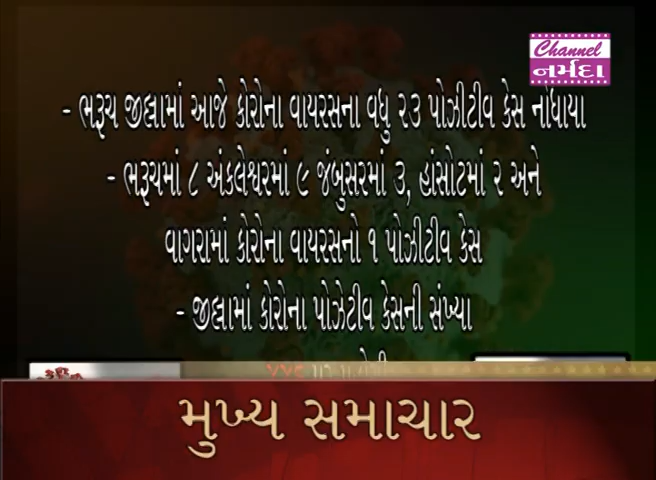 Channel
નર્મદા
- ભરૂચ જીલ્લામાં આજે કોરોના વાયરસના વધુ ૨૩ પોઝીટીવ કેસ નોંધાયા
- ભરૂચમાં ૮ અંકલેશ્વરમાં ૯ જંબુસરમાં ૩, હાંસોટમાં ૨ અને
વાગરામાં કોરોના વાયરસનો ૧ પોઝીટીવ કેસ
- જીલ્લામાં કોરોના પોઝેટીવ કેસની સંખ્યા
મુખ્ય સમાચાર